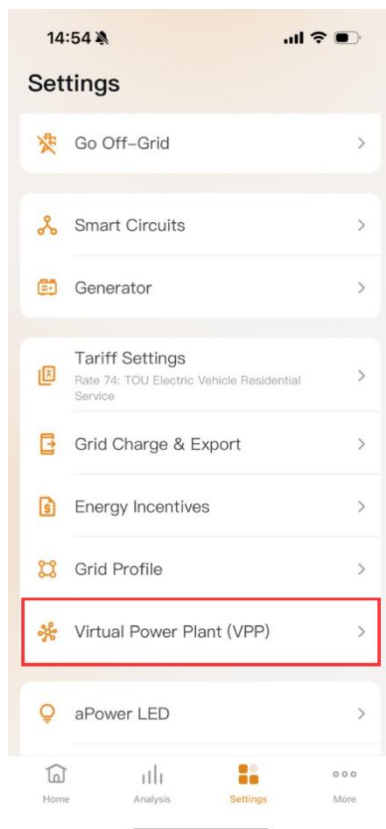 14:54
Settings
Go Off-Grid
Smart Circuits
Generator
Tariff Settings
Rate 74: TOU Electric Vehicle Residential
Service
Grid Charge & Export
Energy Incentives
Grid Profile
Virtual Power Plant (VPP)
aPower LED
Home Analysis Settings More